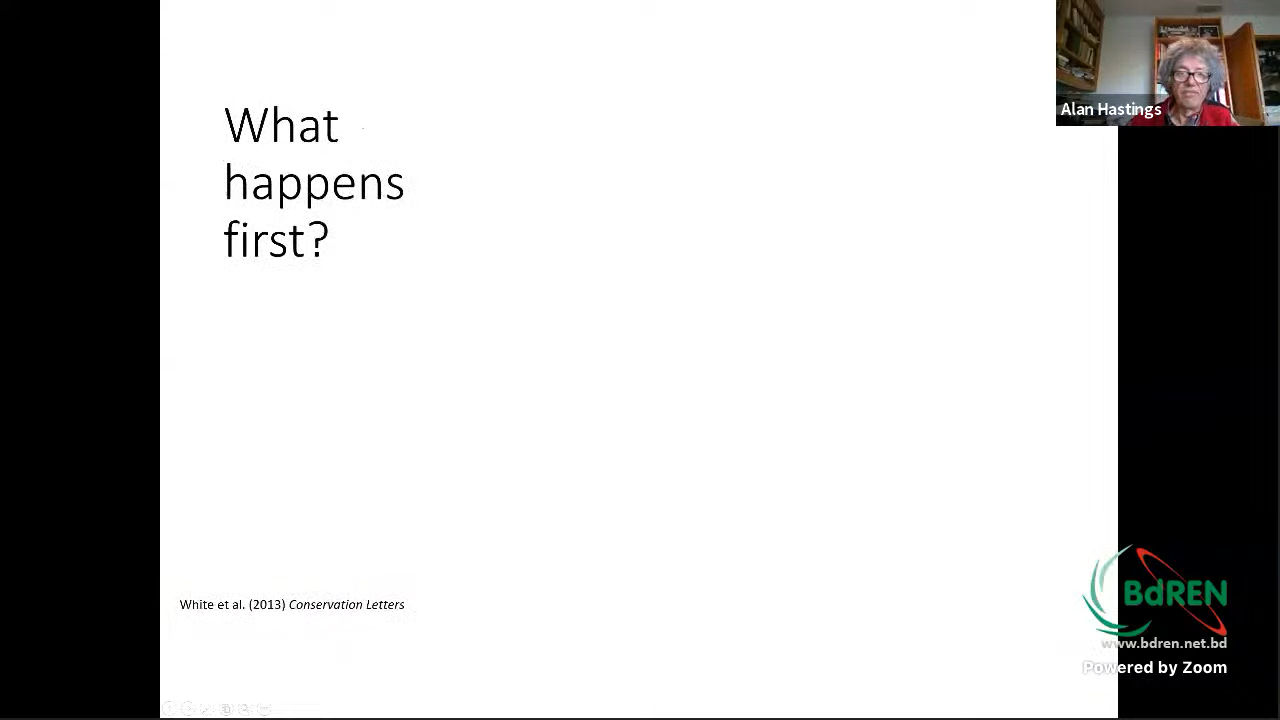 What
happens
first?
Alan Hastings
White et al. (2013) Conservation Letters
BdREN
www.bdren.net.bd
Powered by Zoom